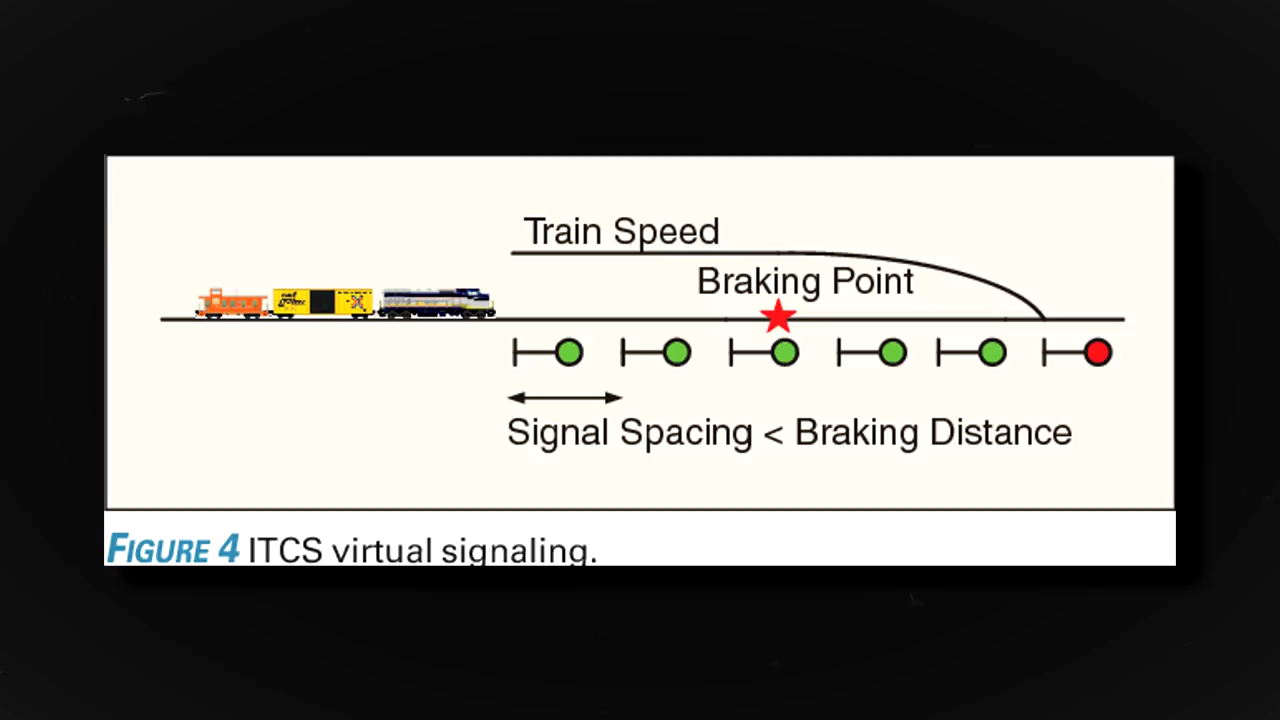 Train Speed
Braking Point
Signal Spacing < Braking Distance
FIGURE 4 ITCS virtual signaling.